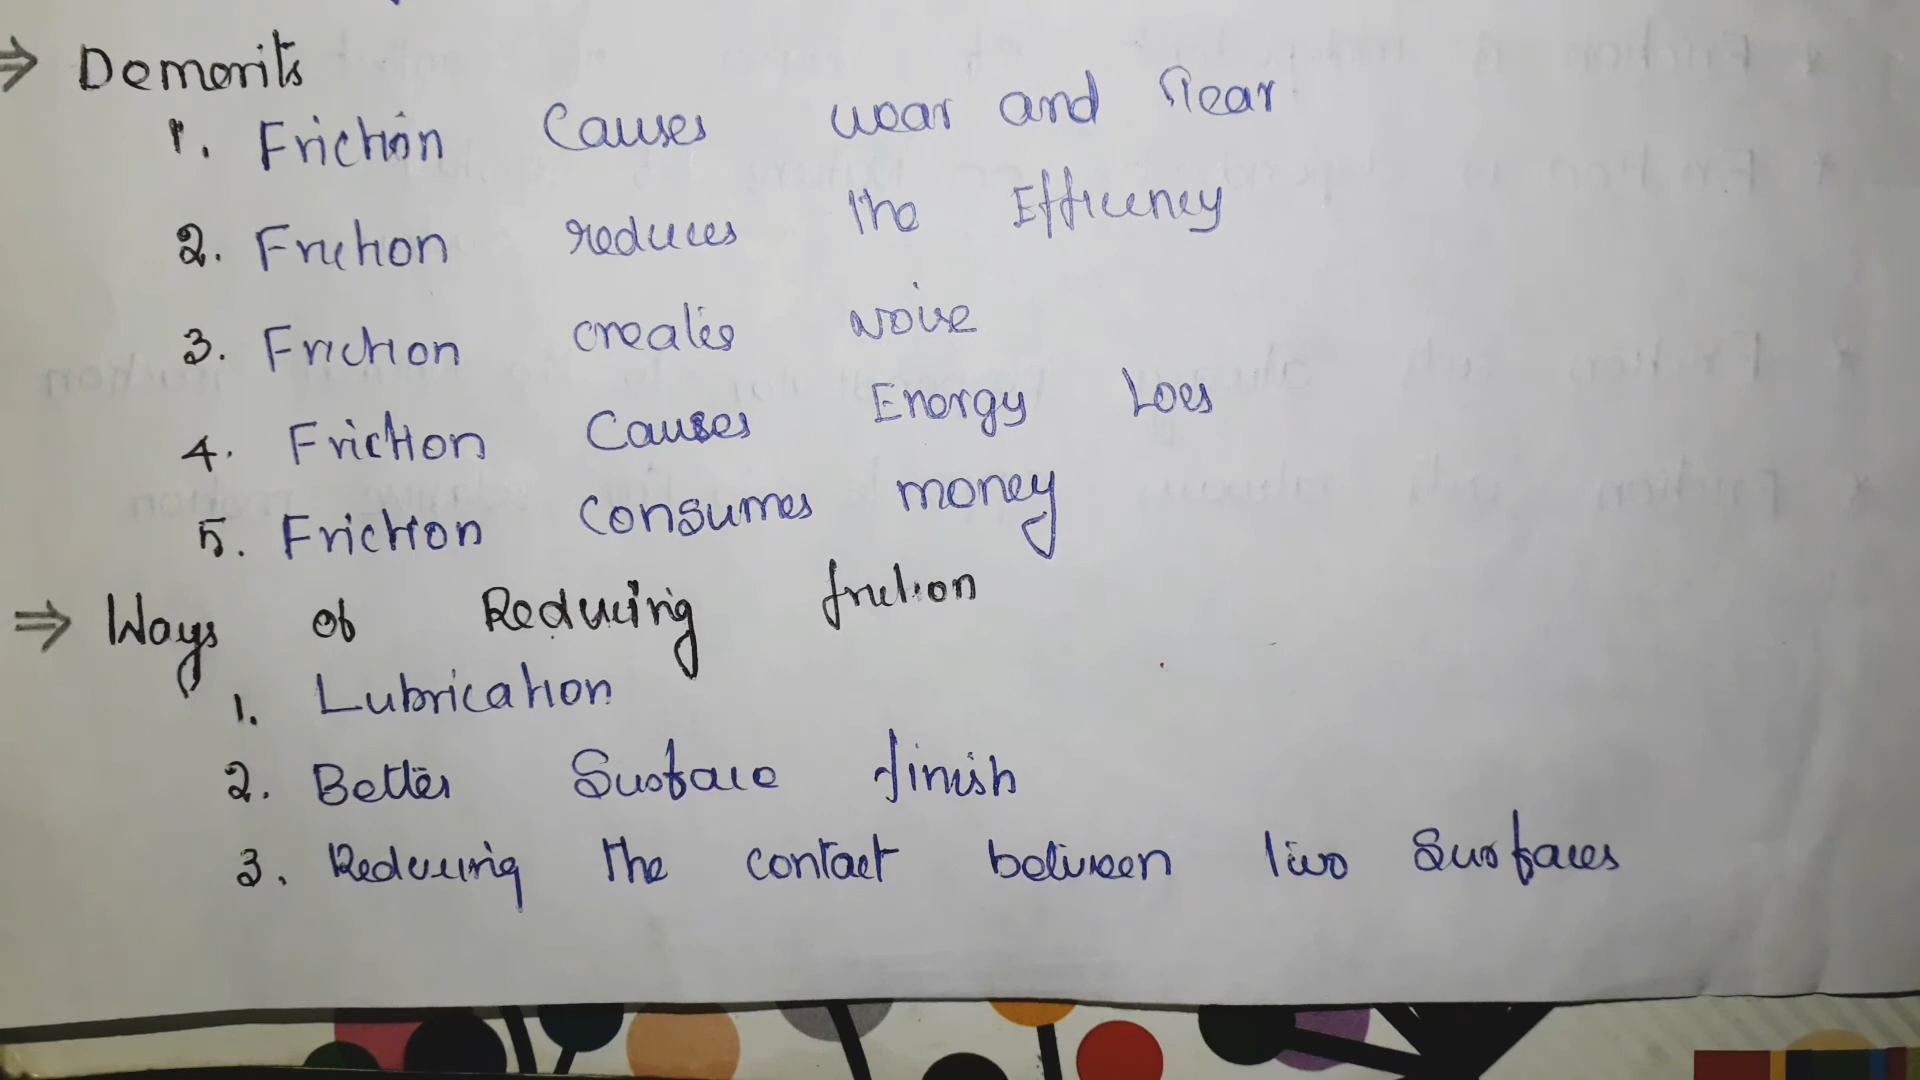 ⇒ Demerits
1. Friction Causes wear and Tear
2. Friction reduces the Efficency
3. Friction creates noise
4. Friction Causes Energy Loss
5. Friction consumes money
⇒ Ways of Reducing friction
1. Lubrication
2. Better Surface finish
3. Reducing the contact between two Surfaces